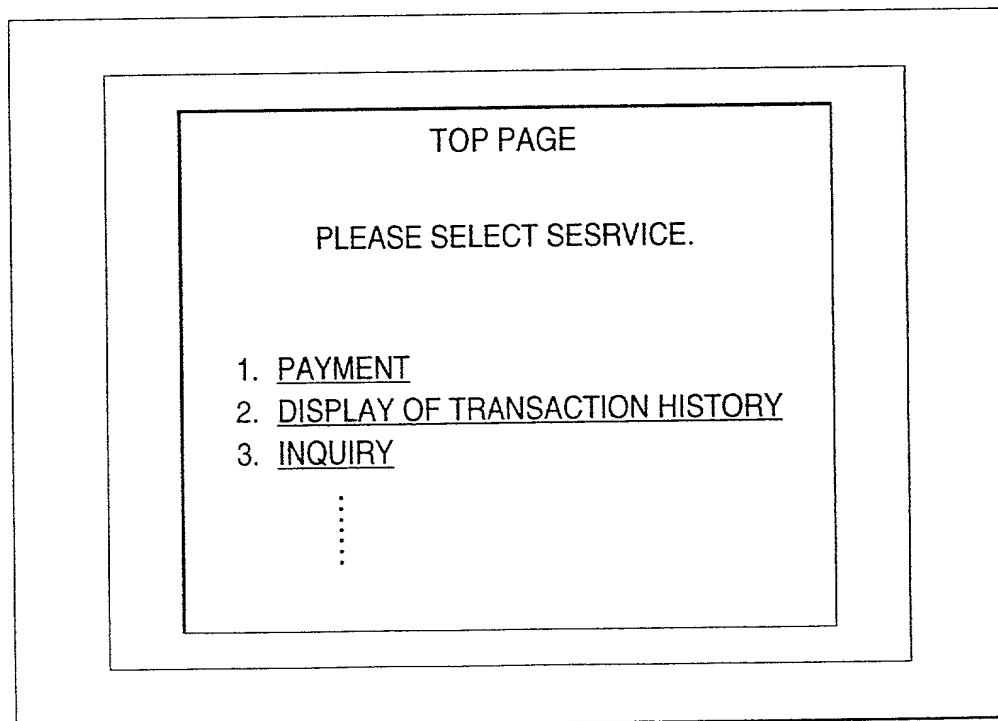 TOP PAGE
PLEASE SELECT SESRVICE.
1. PAYMENT
2. DISPLAY OF TRANSACTION HISTORY
3. INQUIRY